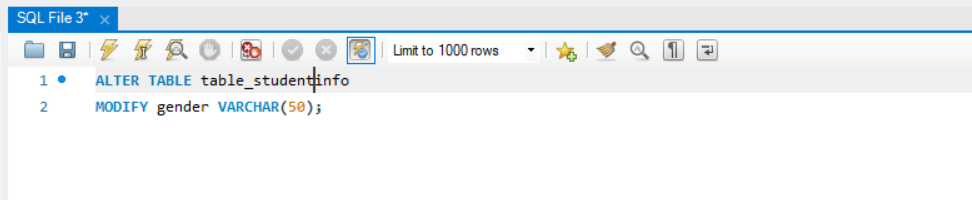 SQL File 3*
Limit to 1000 rows
1 ALTER TABLE table_studentinfo
2 MODIFY gender VARCHAR(50);